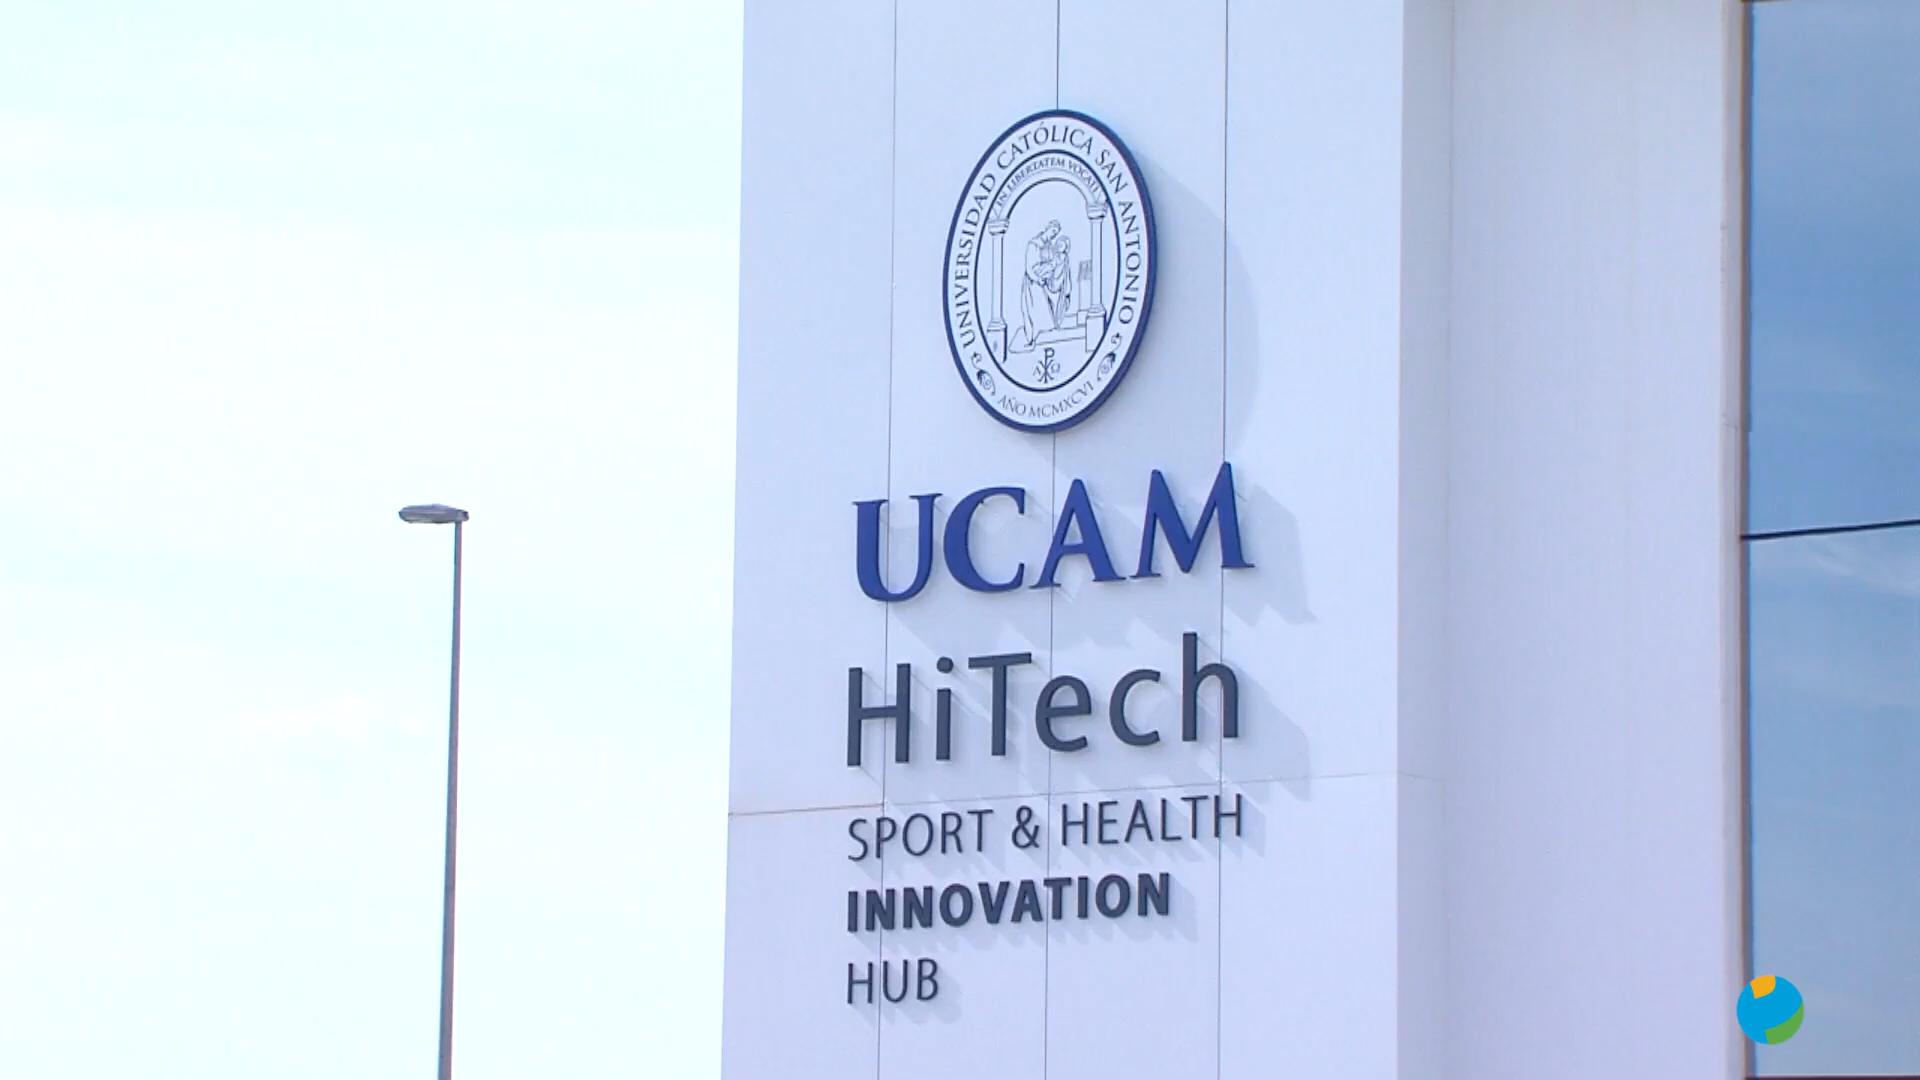 UNIVERSIDAD CATÓLICA SAN ANTONIO
IN LIBERTATEM VOCATI
Α Ω
AÑO MCMXCVI
UCAM
HiTech
SPORT & HEALTH
INNOVATION
HUB